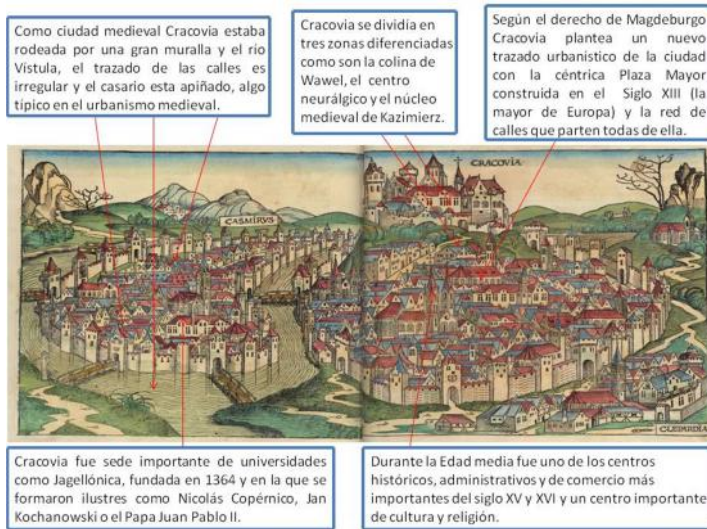 Como ciudad medieval Cracovia estaba
rodeada por una gran muralla y el río
Vistula, el trazado de las calles es
irregular y el casario esta apiñado, algo
típico en el urbanismo medieval.
Cracovia se dividía en
tres zonas diferenciadas
como son la colina de
Wawel, el centro
neurálgico y el núcleo
medieval de Kazimierz.
Según el derecho de Magdeburgo
Cracovia plantea un nuevo
trazado urbanístico de la ciudad
con la céntrica Plaza Mayor
construida en el Siglo XIII (la
mayor de Europa) y la red de
calles que parten todas de ella.
CRACOVIA
CASMIRVS
CLEPARDIA
Cracovia fue sede importante de universidades
como Jagellónica, fundada en 1364 y en la que se
formaron ilustres como Nicolás Copérnico, Jan
Kochanowski o el Papa Juan Pablo II.
Durante la Edad media fue uno de los centros
históricos, administrativos y de comercio más
importantes del siglo XV y XVI y un centro importante
de cultura y religión.